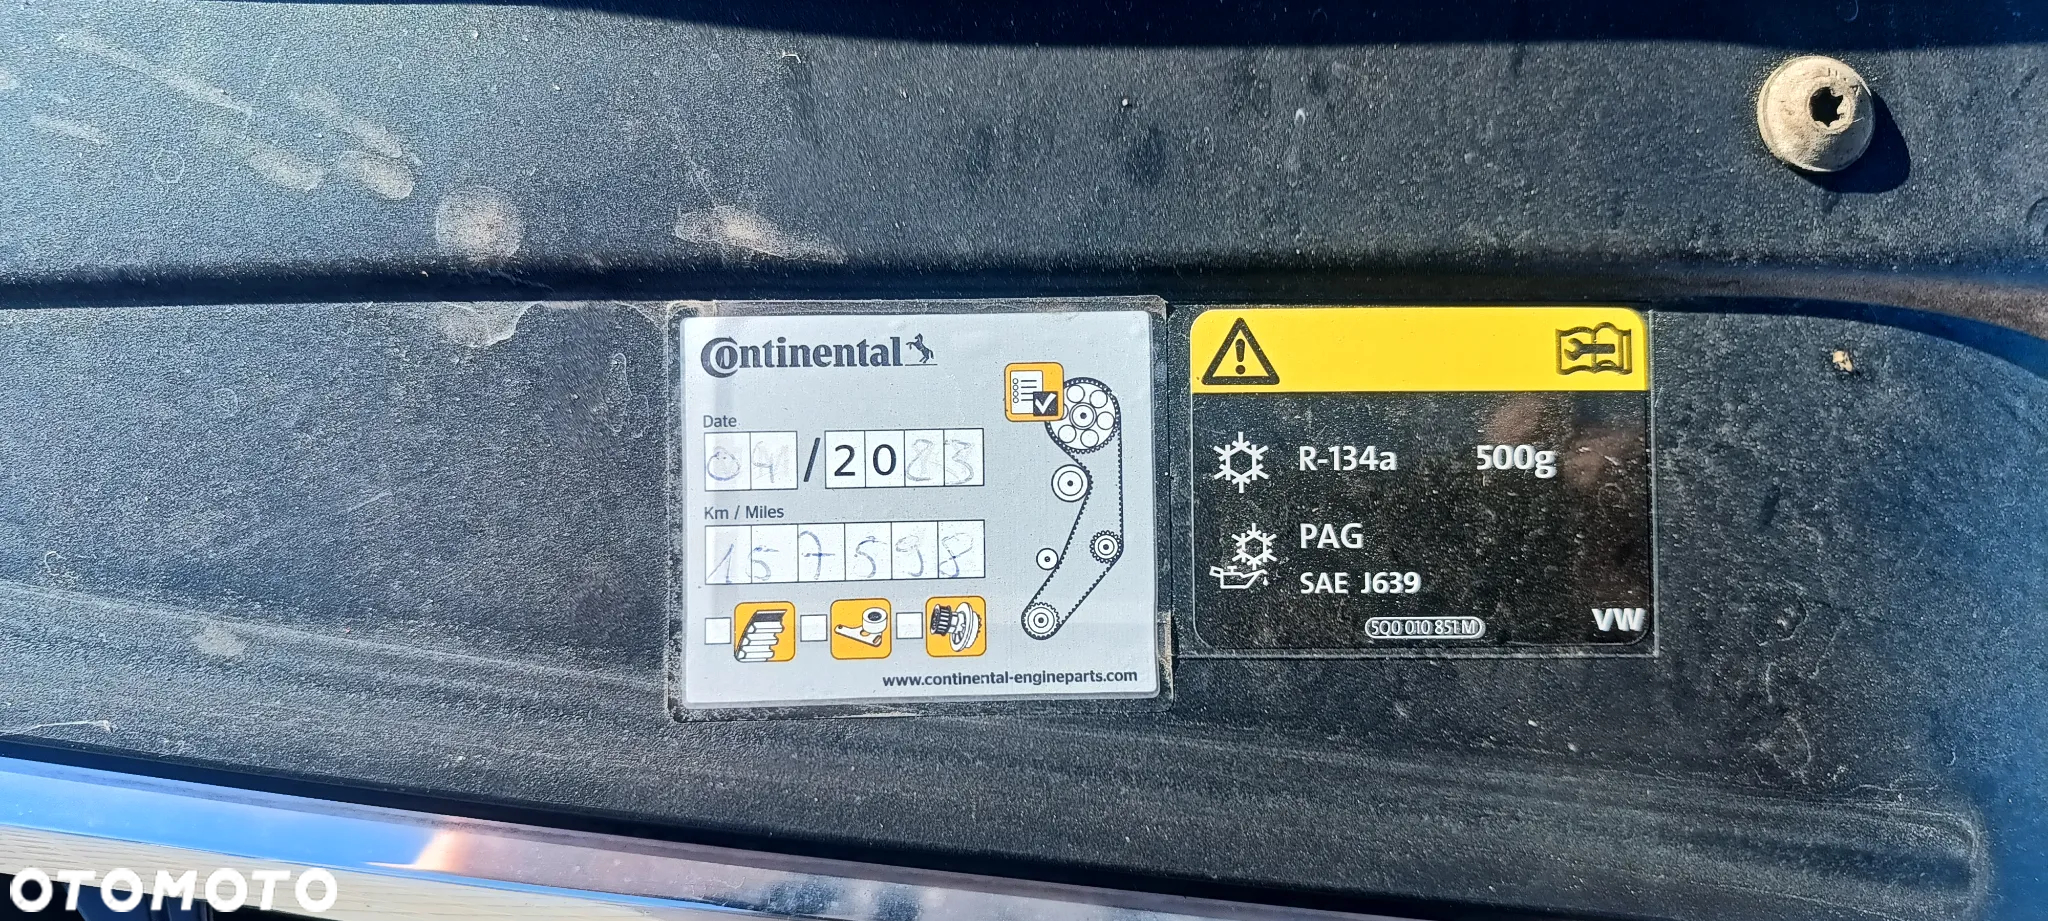 Continental
Date
04/2023
Km / Miles
157598
www.continental-engineparts.com
R-134a 500g
PAG
SAE J639
5Q0 010 851 M
VW
OTOMOTO